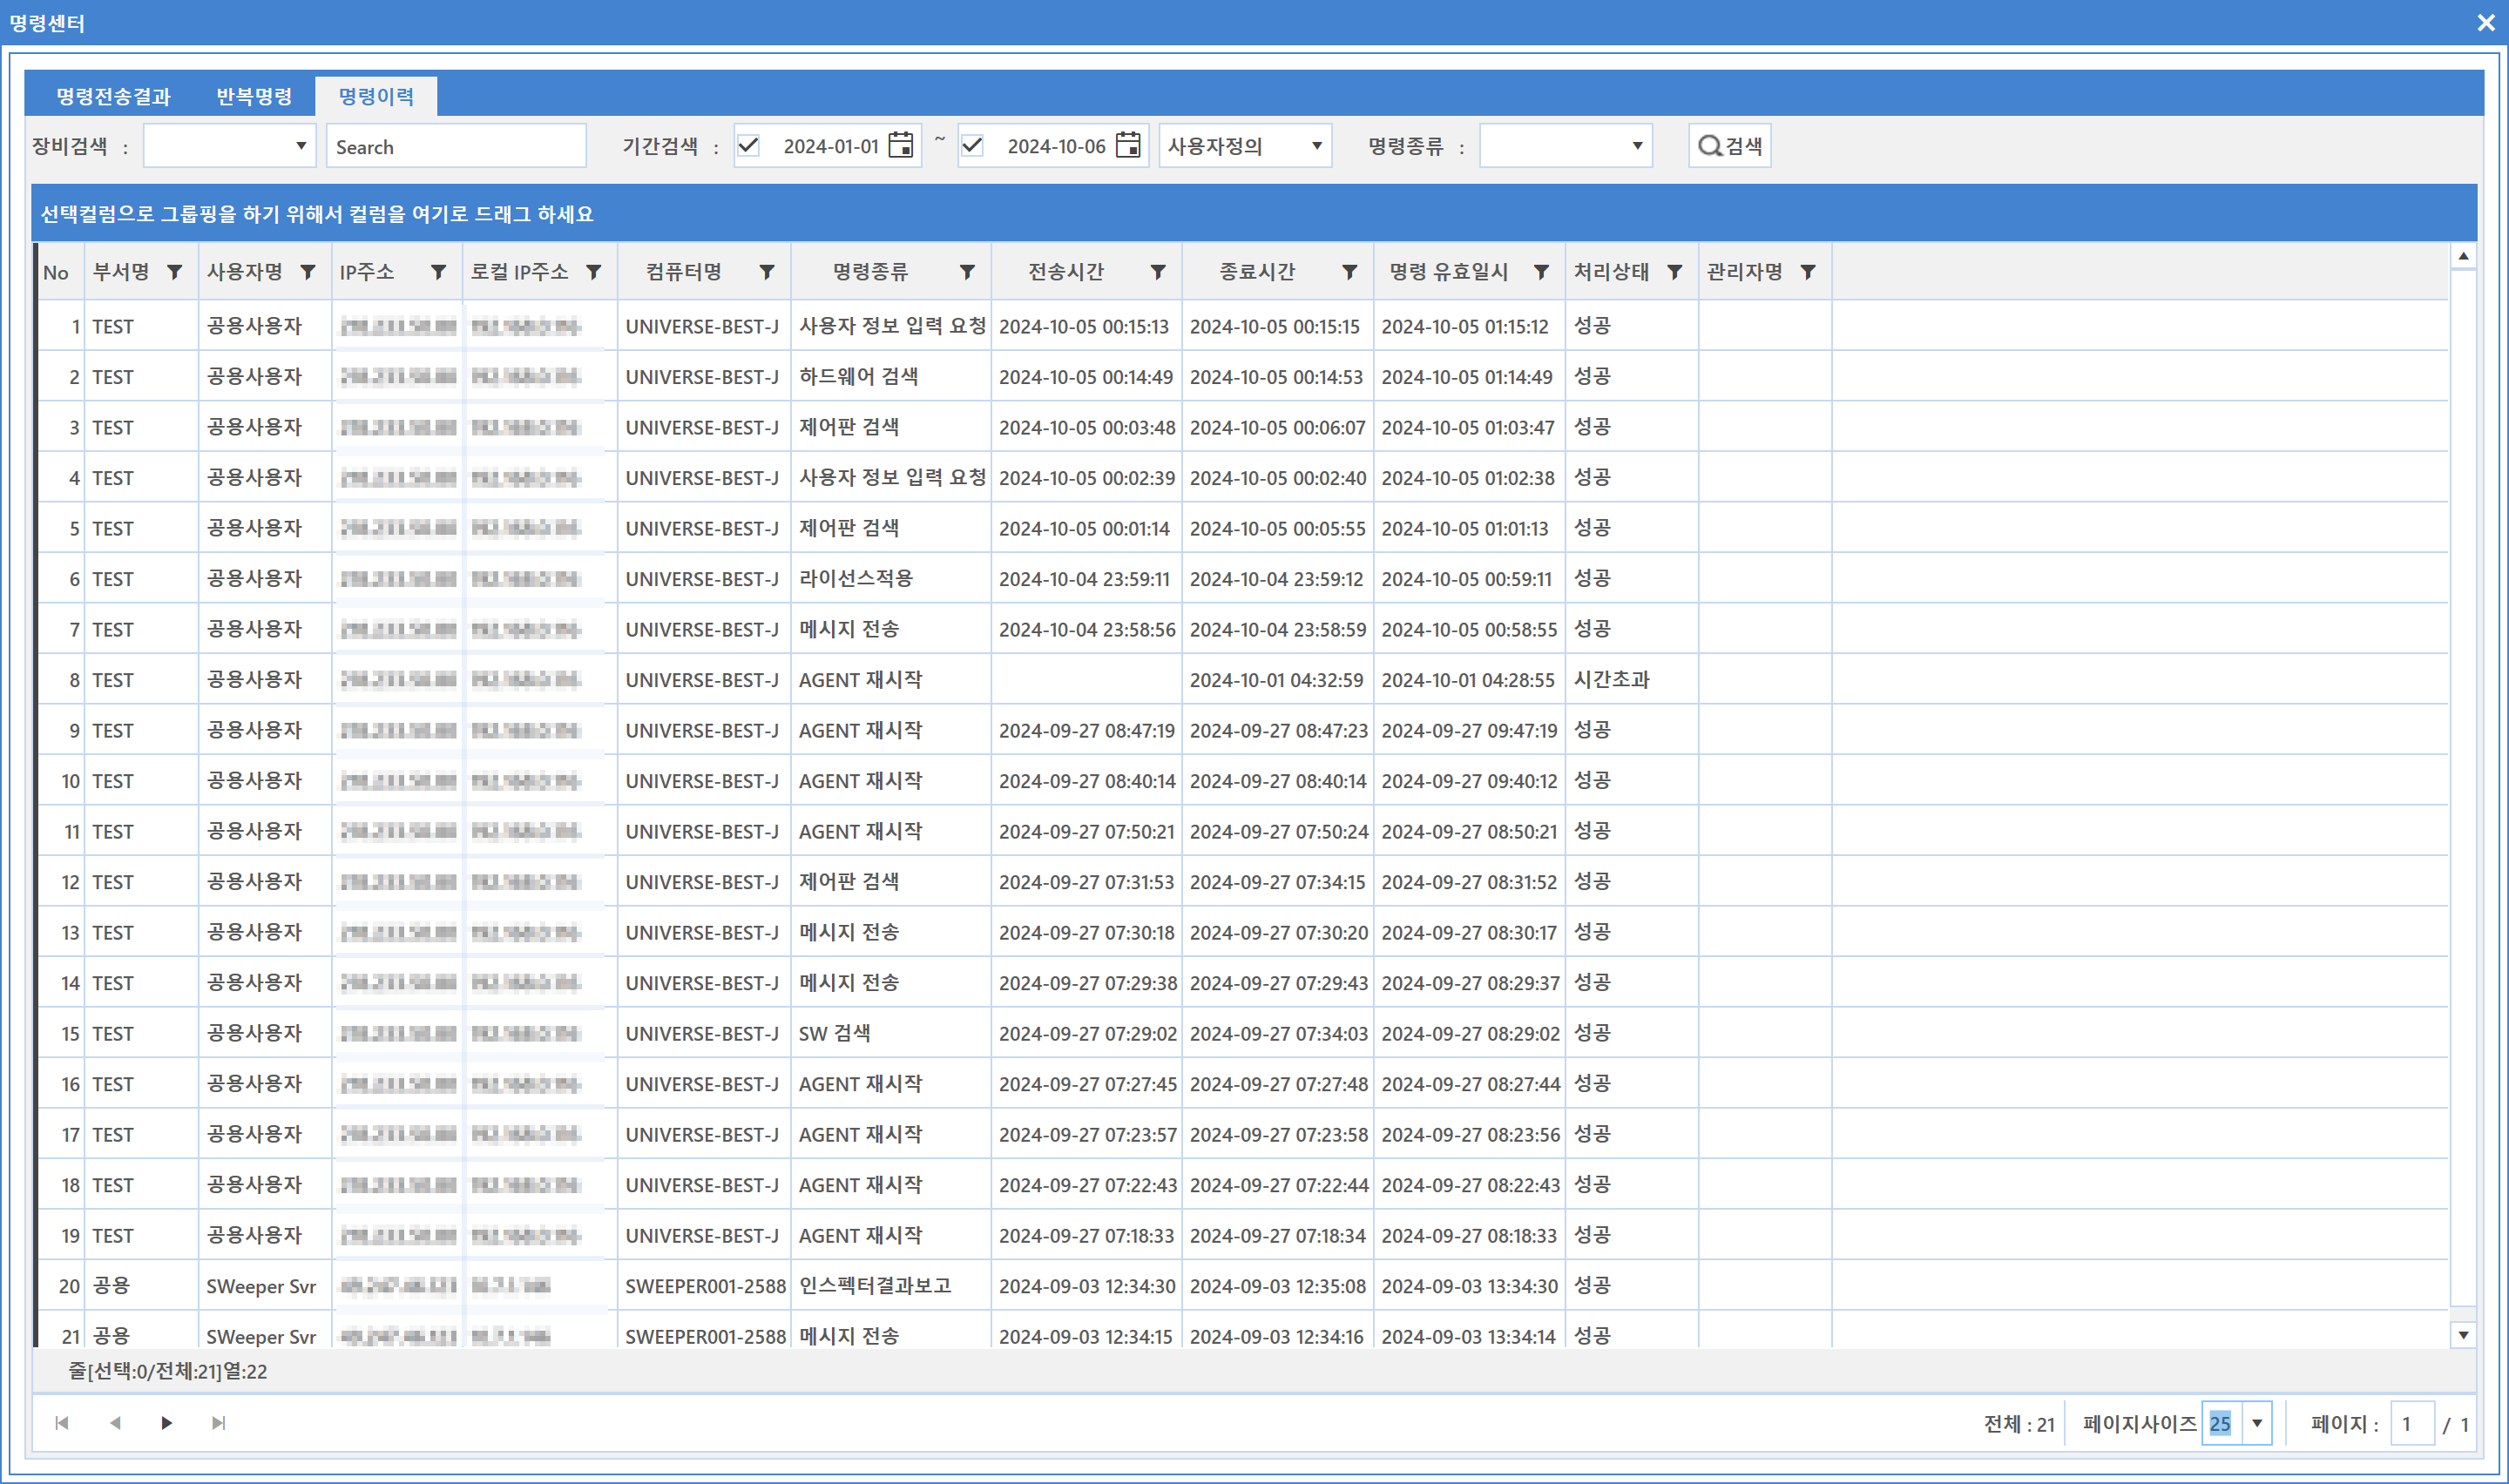 명령센터
명령전송결과 반복명령 명령이력
장비검색 : Search 기간검색 : 2024-01-01 ~ 2024-10-06 사용자정의 명령종류 : 검색
선택컬럼으로 그룹핑을 하기 위해서 컬럼을 여기로 드래그 하세요
No 부서명 사용자명 IP주소 로컬 IP주소 컴퓨터명 명령종류 전송시간 종료시간 명령 유효일시 처리상태 관리자명
1 TEST 공용사용자 UNIVERSE-BEST-J 사용자 정보 입력 요청 2024-10-05 00:15:13 2024-10-05 00:15:15 2024-10-05 01:15:12 성공
2 TEST 공용사용자 UNIVERSE-BEST-J 하드웨어 검색 2024-10-05 00:14:49 2024-10-05 00:14:53 2024-10-05 01:14:49 성공
3 TEST 공용사용자 UNIVERSE-BEST-J 제어판 검색 2024-10-05 00:03:48 2024-10-05 00:06:07 2024-10-05 01:03:47 성공
4 TEST 공용사용자 UNIVERSE-BEST-J 사용자 정보 입력 요청 2024-10-05 00:02:39 2024-10-05 00:02:40 2024-10-05 01:02:38 성공
5 TEST 공용사용자 UNIVERSE-BEST-J 제어판 검색 2024-10-05 00:01:14 2024-10-05 00:05:55 2024-10-05 01:01:13 성공
6 TEST 공용사용자 UNIVERSE-BEST-J 라이선스적용 2024-10-04 23:59:11 2024-10-04 23:59:12 2024-10-05 00:59:11 성공
7 TEST 공용사용자 UNIVERSE-BEST-J 메시지 전송 2024-10-04 23:58:56 2024-10-04 23:58:59 2024-10-05 00:58:55 성공
8 TEST 공용사용자 UNIVERSE-BEST-J AGENT 재시작 2024-10-01 04:32:59 2024-10-01 04:28:55 시간초과
9 TEST 공용사용자 UNIVERSE-BEST-J AGENT 재시작 2024-09-27 08:47:19 2024-09-27 08:47:23 2024-09-27 09:47:19 성공
10 TEST 공용사용자 UNIVERSE-BEST-J AGENT 재시작 2024-09-27 08:40:14 2024-09-27 08:40:14 2024-09-27 09:40:12 성공
11 TEST 공용사용자 UNIVERSE-BEST-J AGENT 재시작 2024-09-27 07:50:21 2024-09-27 07:50:24 2024-09-27 08:50:21 성공
12 TEST 공용사용자 UNIVERSE-BEST-J 제어판 검색 2024-09-27 07:31:53 2024-09-27 07:34:15 2024-09-27 08:31:52 성공
13 TEST 공용사용자 UNIVERSE-BEST-J 메시지 전송 2024-09-27 07:30:18 2024-09-27 07:30:20 2024-09-27 08:30:17 성공
14 TEST 공용사용자 UNIVERSE-BEST-J 메시지 전송 2024-09-27 07:29:38 2024-09-27 07:29:43 2024-09-27 08:29:37 성공
15 TEST 공용사용자 UNIVERSE-BEST-J SW 검색 2024-09-27 07:29:02 2024-09-27 07:34:03 2024-09-27 08:29:02 성공
16 TEST 공용사용자 UNIVERSE-BEST-J AGENT 재시작 2024-09-27 07:27:45 2024-09-27 07:27:48 2024-09-27 08:27:44 성공
17 TEST 공용사용자 UNIVERSE-BEST-J AGENT 재시작 2024-09-27 07:23:57 2024-09-27 07:23:58 2024-09-27 08:23:56 성공
18 TEST 공용사용자 UNIVERSE-BEST-J AGENT 재시작 2024-09-27 07:22:43 2024-09-27 07:22:44 2024-09-27 08:22:43 성공
19 TEST 공용사용자 UNIVERSE-BEST-J AGENT 재시작 2024-09-27 07:18:33 2024-09-27 07:18:34 2024-09-27 08:18:33 성공
20 공용 SWeeper Svr SWEEPER001-2588 인스펙터결과보고 2024-09-03 12:34:30 2024-09-03 12:35:08 2024-09-03 13:34:30 성공
21 공용 SWeeper Svr SWEEPER001-2588 메시지 전송 2024-09-03 12:34:15 2024-09-03 12:34:16 2024-09-03 13:34:14 성공
줄[선택:0/전체:21]열:22
전체 : 21 페이지사이즈 25 페이지 : 1 / 1